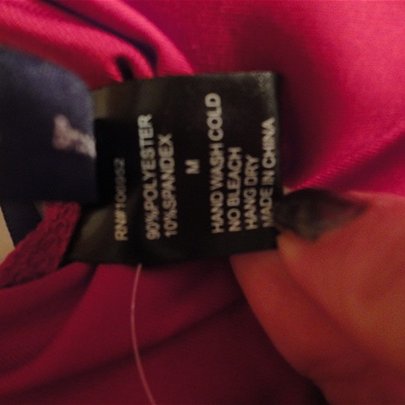 90%POLYESTER
10%SPANDEX
M
HAND WASH COLD
NO BLEACH
HANG DRY
MADE IN CHINA